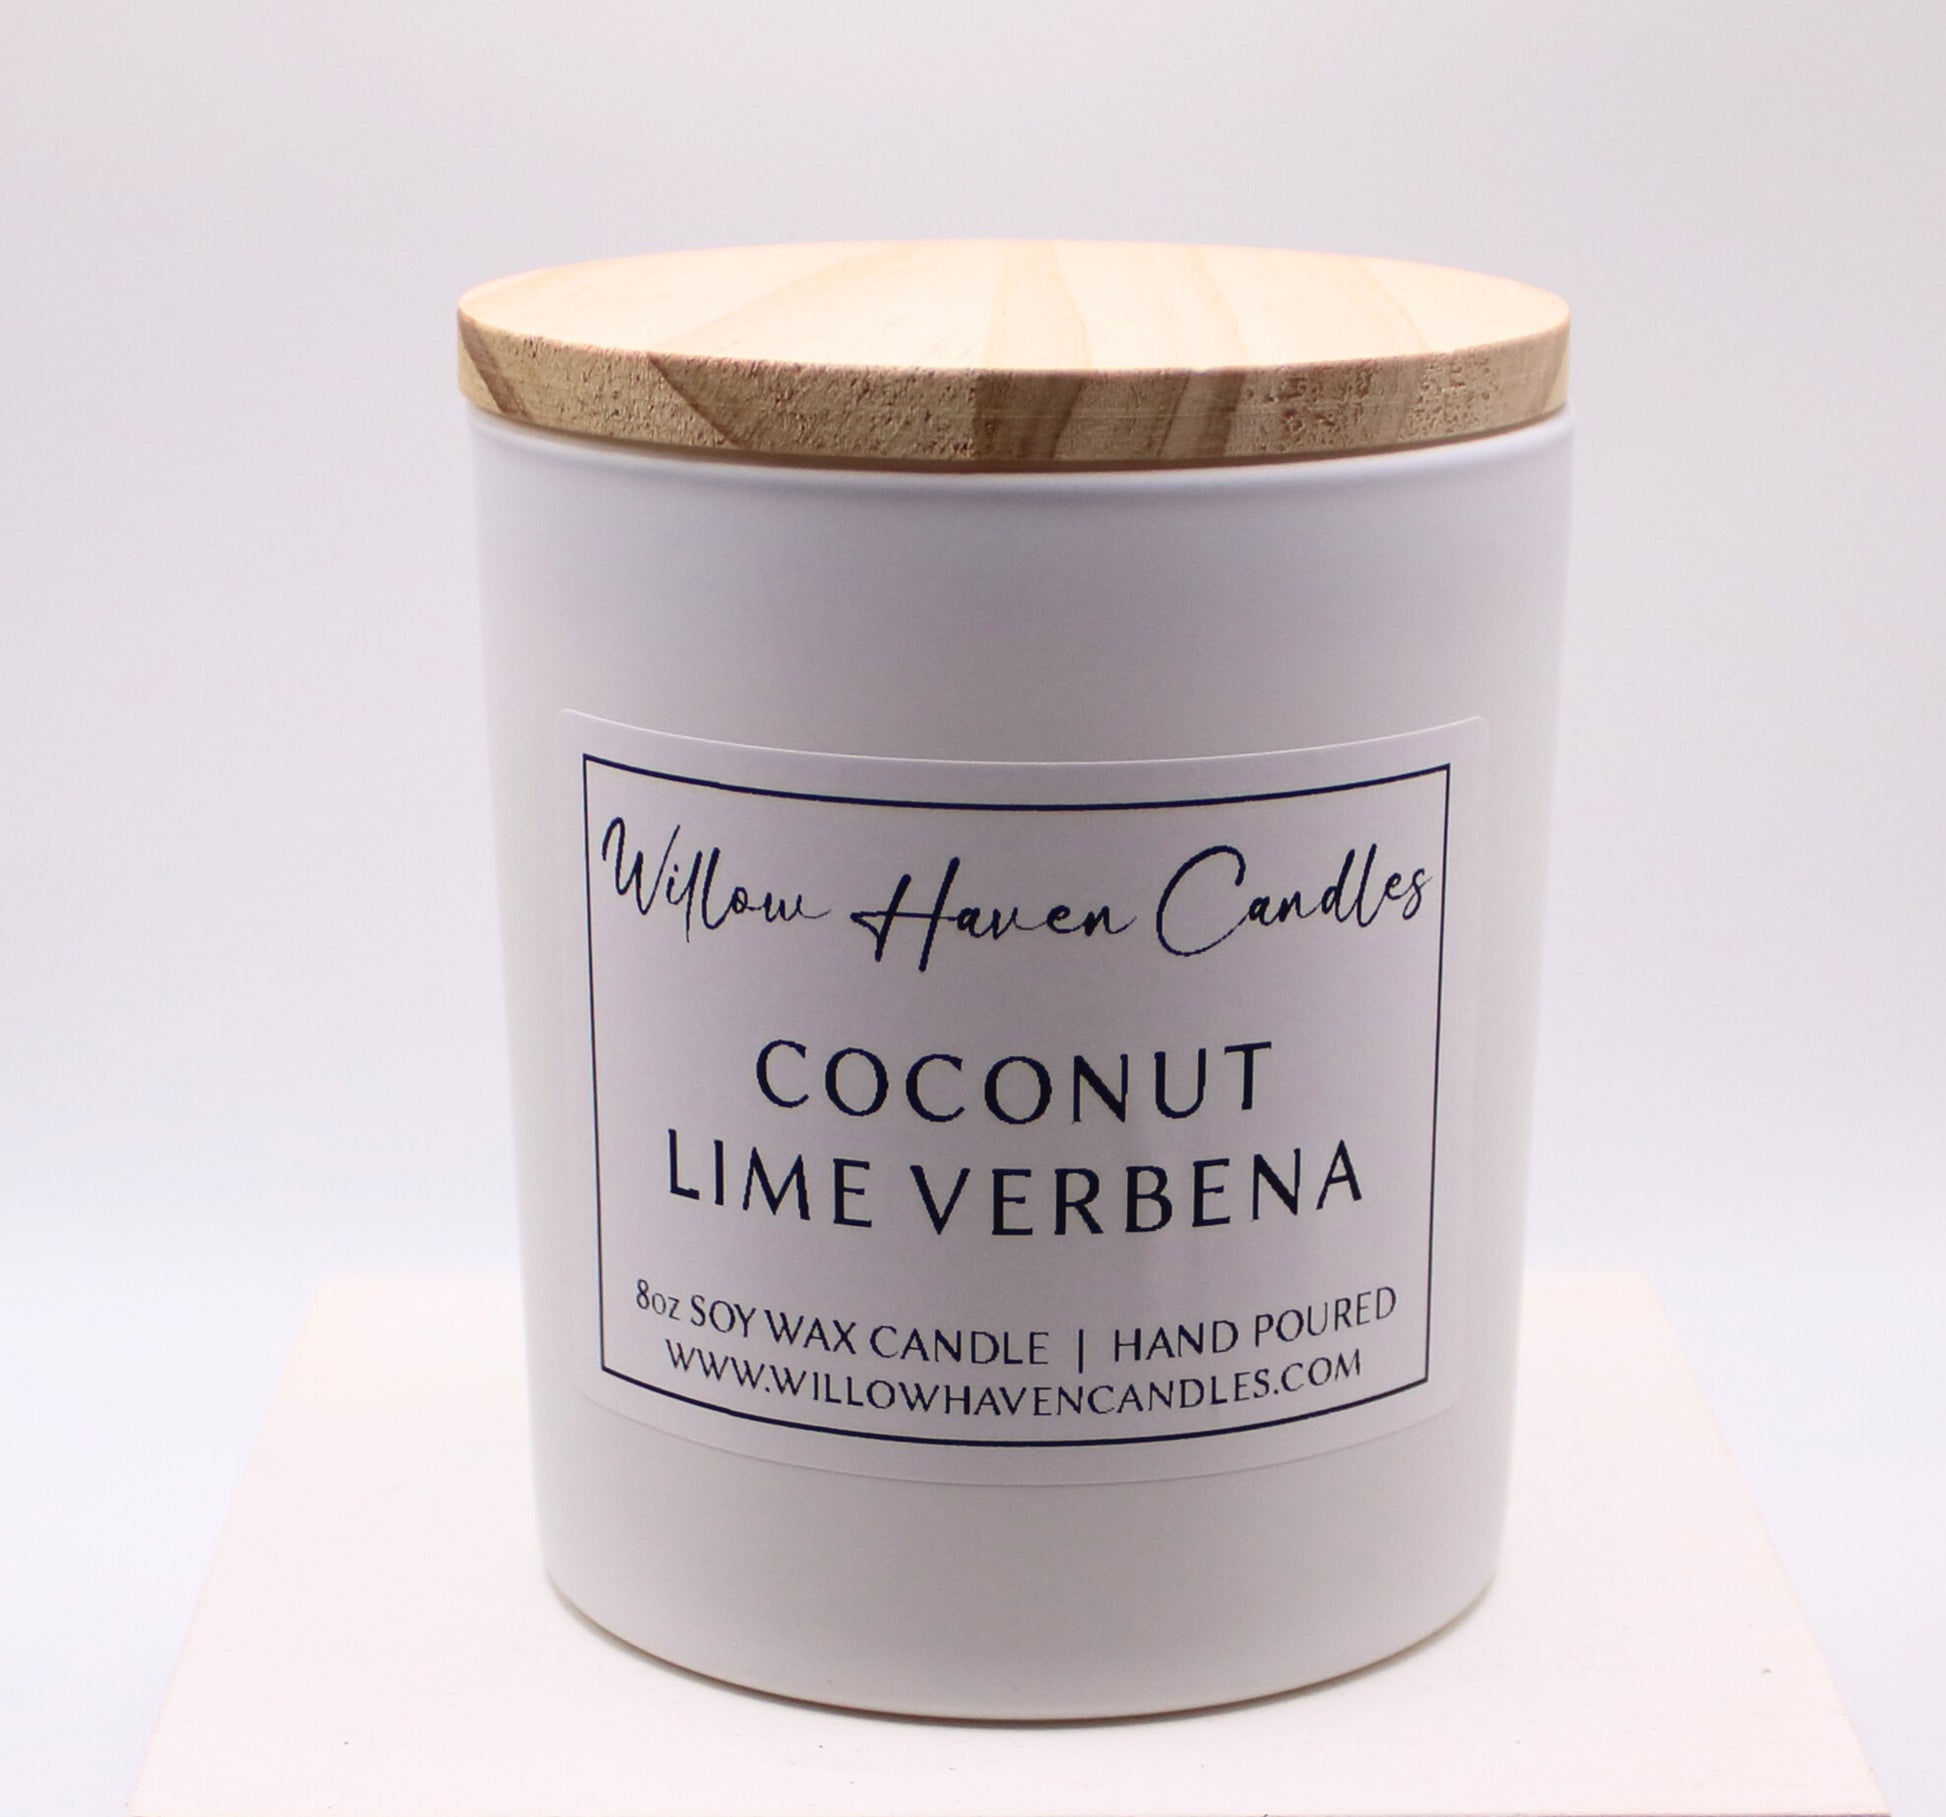 Willow Haven Candles
COCONUT
LIME VERBENA
8oz SOY WAX CANDLE | HAND POURED
WWW.WILLOWHAVENCANDLES.COM